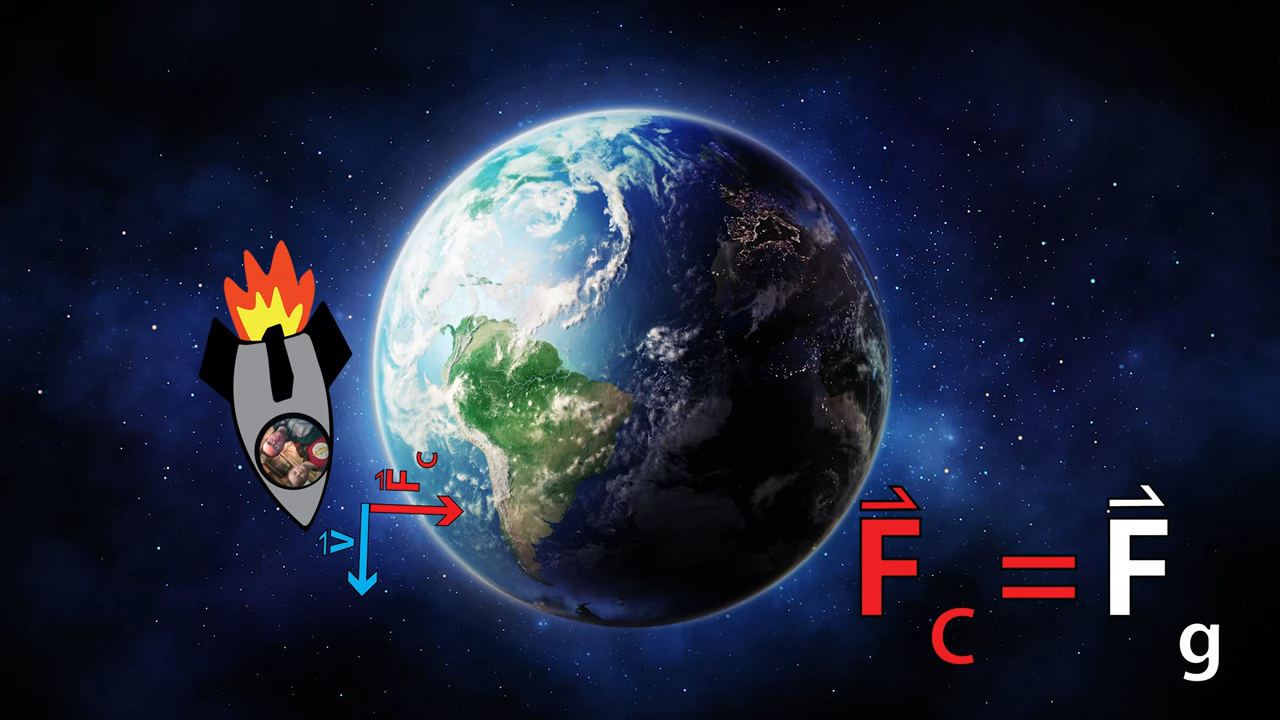 F⃗c
v⃗
F⃗c = F⃗g